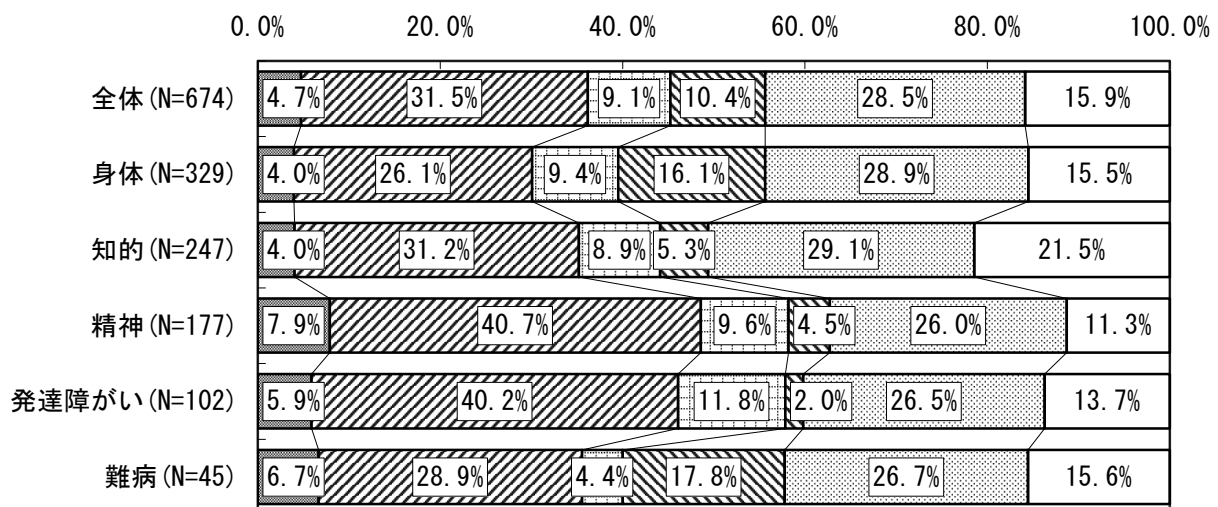 0.0% 20.0% 40.0% 60.0% 80.0% 100.0%
全体(N=674) 4.7% 31.5% 9.1% 10.4% 28.5% 15.9%
身体(N=329) 4.0% 26.1% 9.4% 16.1% 28.9% 15.5%
知的(N=247) 4.0% 31.2% 8.9% 5.3% 29.1% 21.5%
精神(N=177) 7.9% 40.7% 9.6% 4.5% 26.0% 11.3%
発達障がい(N=102) 5.9% 40.2% 11.8% 2.0% 26.5% 13.7%
難病(N=45) 6.7% 28.9% 4.4% 17.8% 26.7% 15.6%